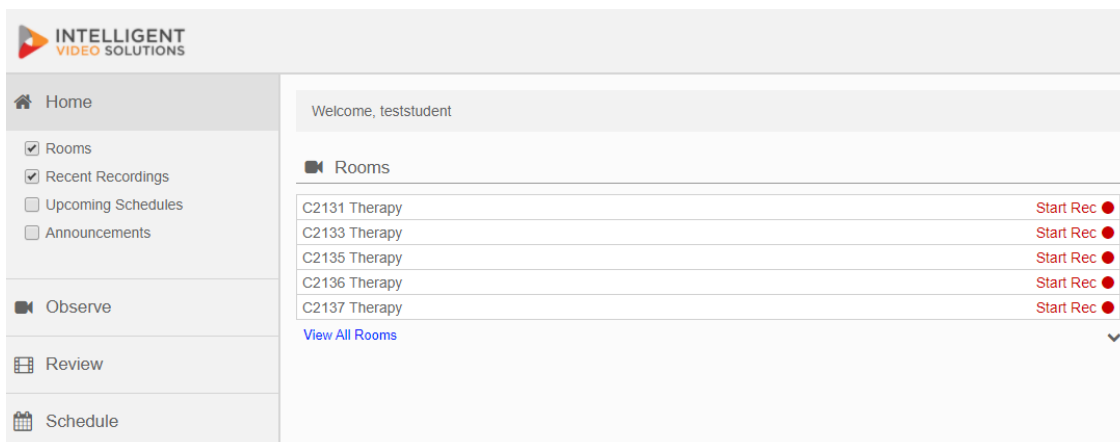 INTELLIGENT
VIDEO SOLUTIONS
Home
Rooms
Recent Recordings
Upcoming Schedules
Announcements
Observe
Review
Schedule
Welcome, teststudent
Rooms
C2131 Therapy Start Rec
C2133 Therapy Start Rec
C2135 Therapy Start Rec
C2136 Therapy Start Rec
C2137 Therapy Start Rec
View All Rooms